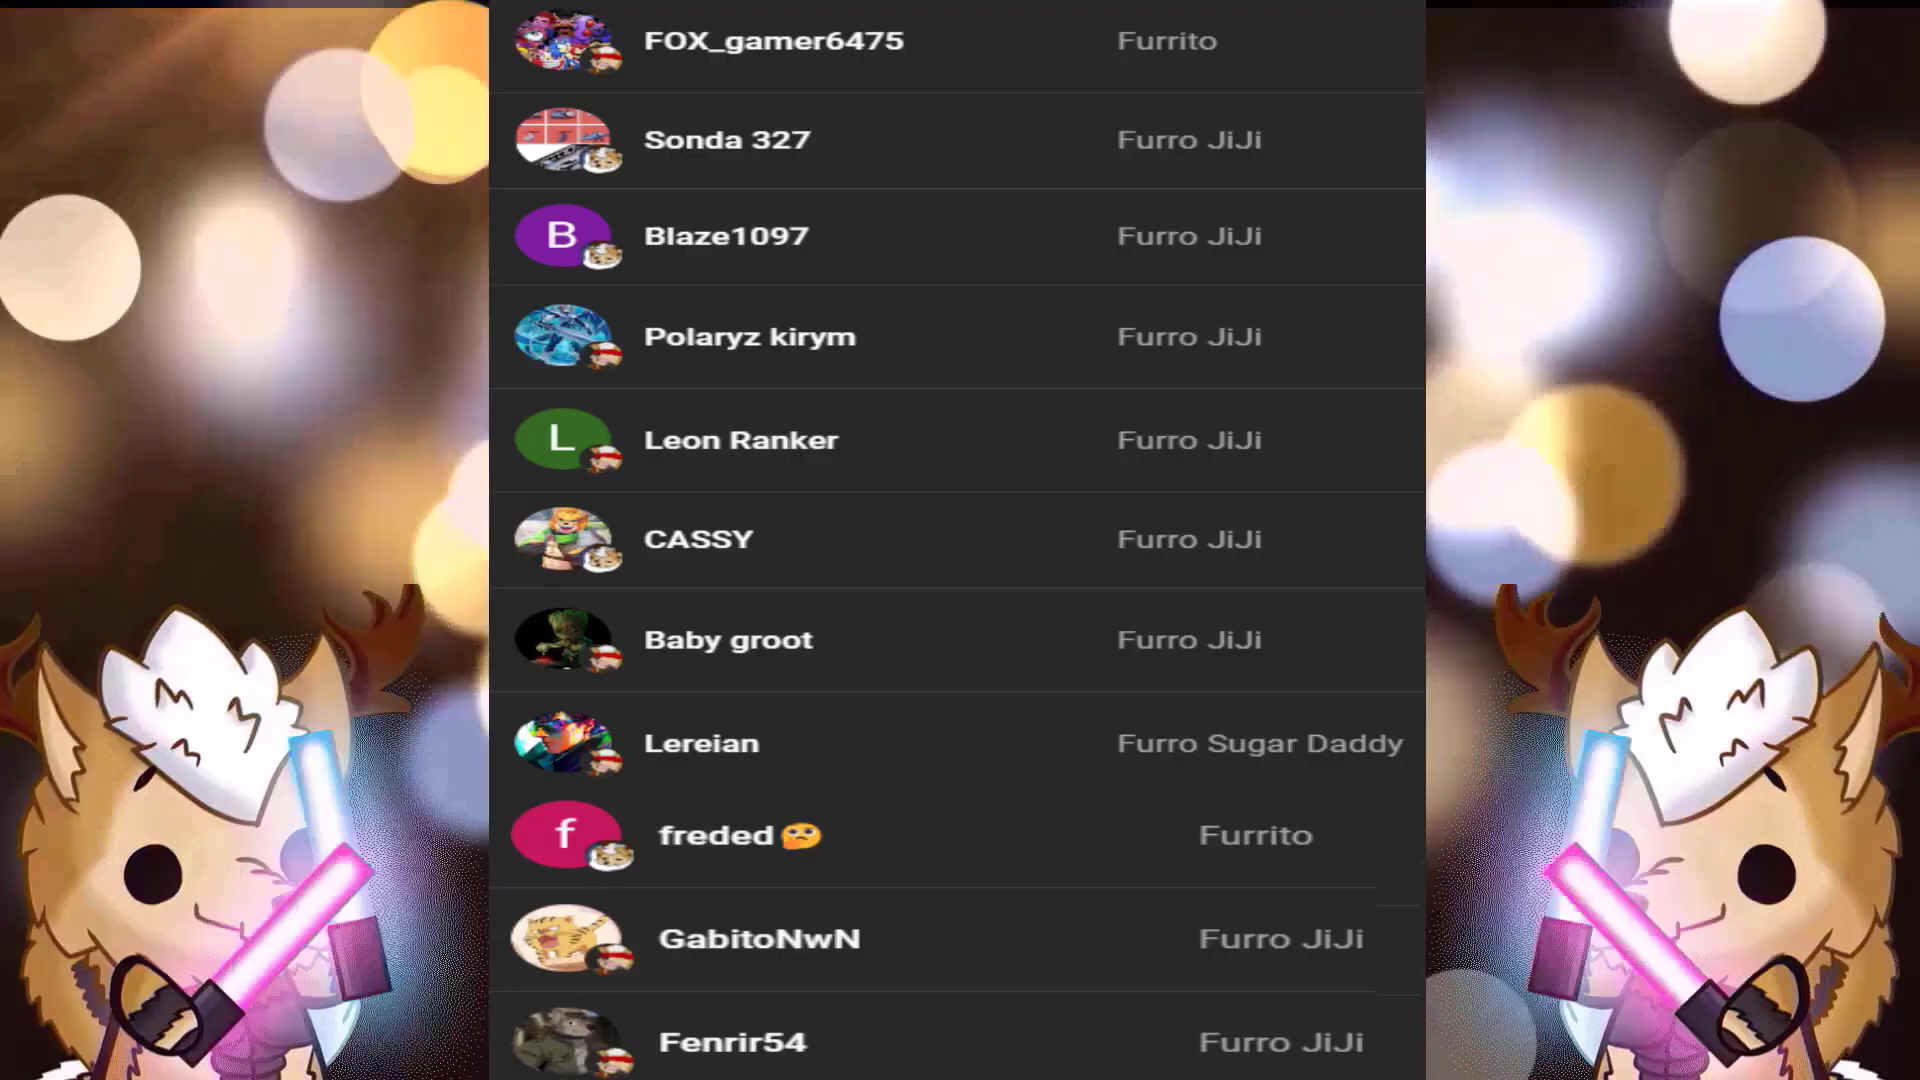 FOX_gamer6475 Furrito
Sonda 327 Furro JiJi
B Blaze1097 Furro JiJi
Polaryz kirym Furro JiJi
L Leon Ranker Furro JiJi
CASSY Furro JiJi
Baby groot Furro JiJi
Lereian Furro Sugar Daddy
f freded🤔 Furrito
GabitoNwN Furro JiJi
Fenrir54 Furro JiJi